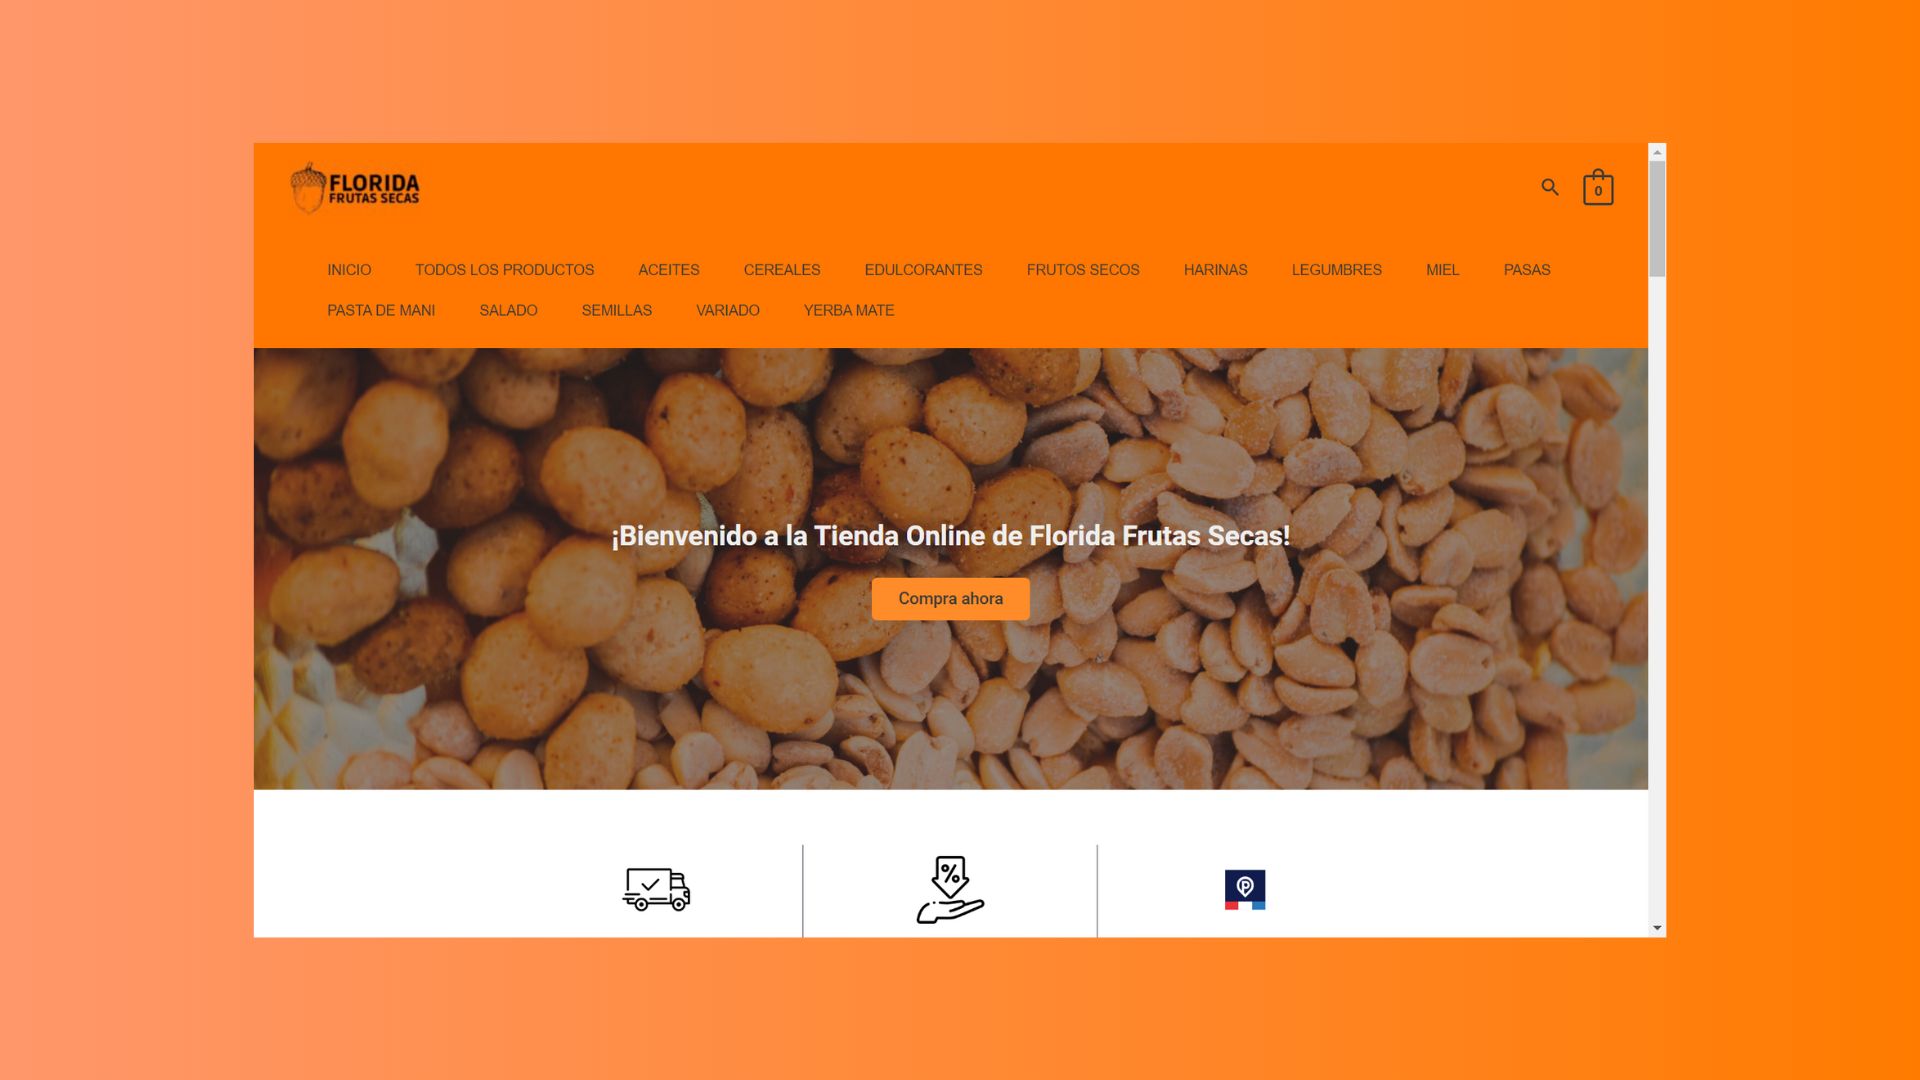 FLORIDA
FRUTAS SECAS
0
INICIO TODOS LOS PRODUCTOS ACEITES CEREALES EDULCORANTES FRUTOS SECOS HARINAS LEGUMBRES MIEL PASAS
PASTA DE MANI SALADO SEMILLAS VARIADO YERBA MATE
¡Bienvenido a la Tienda Online de Florida Frutas Secas!
Compra ahora
%
P